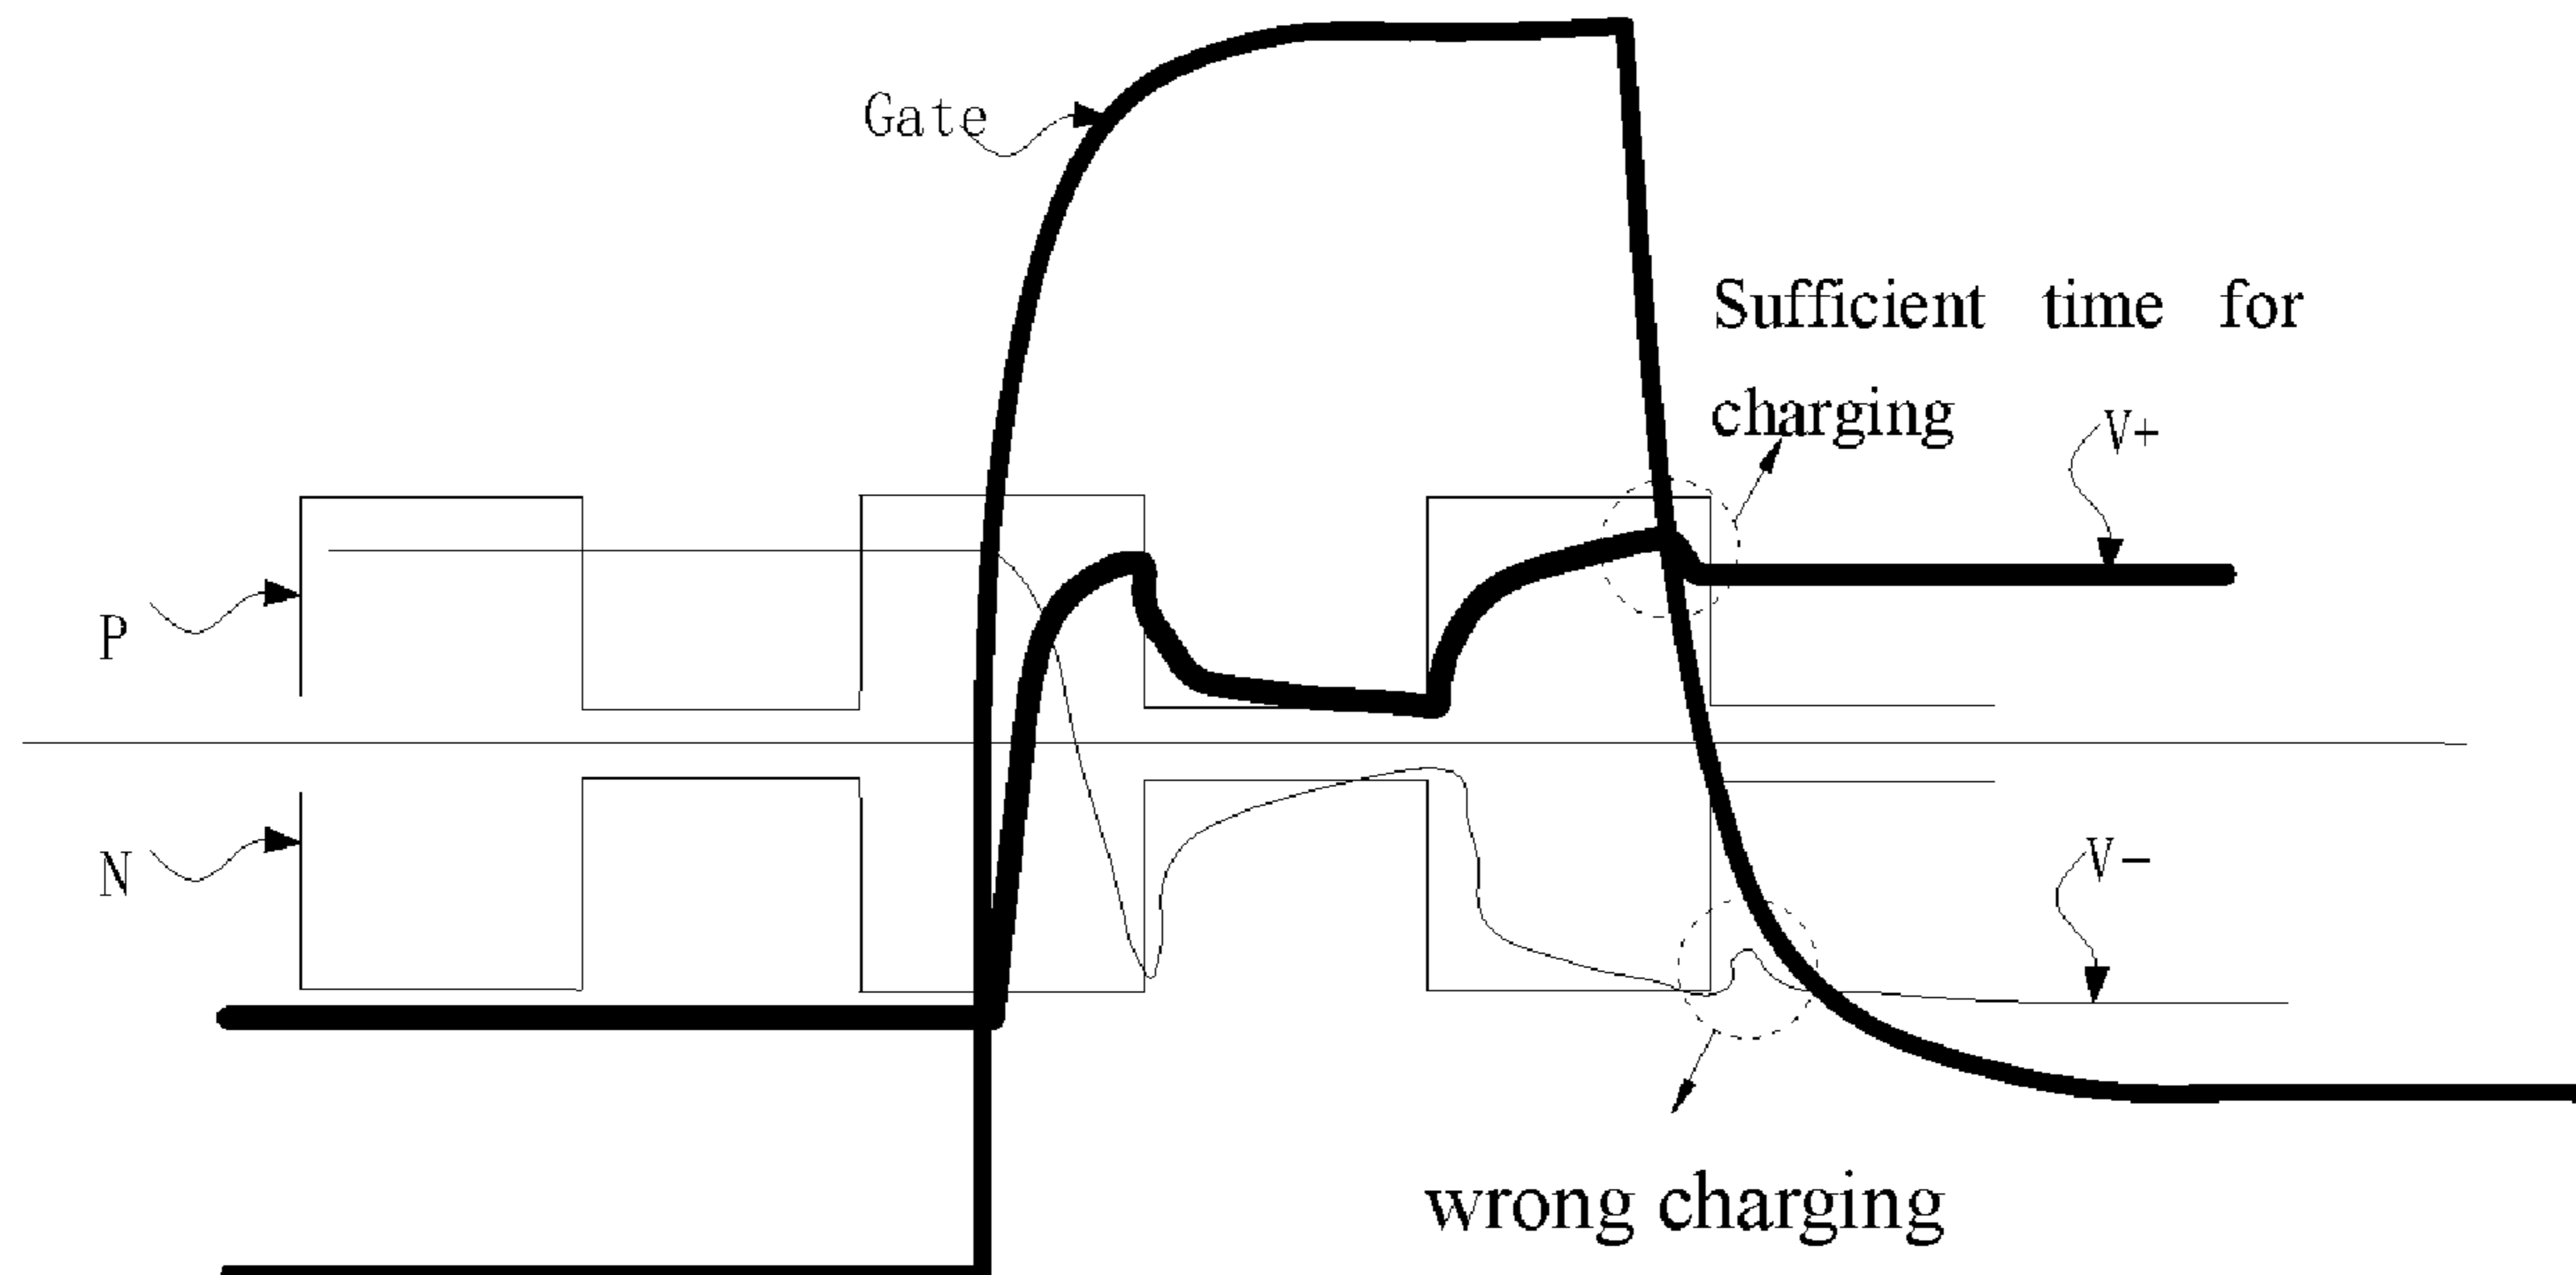 Gate
Sufficient time for
charging
V+
P
N
V-
wrong charging